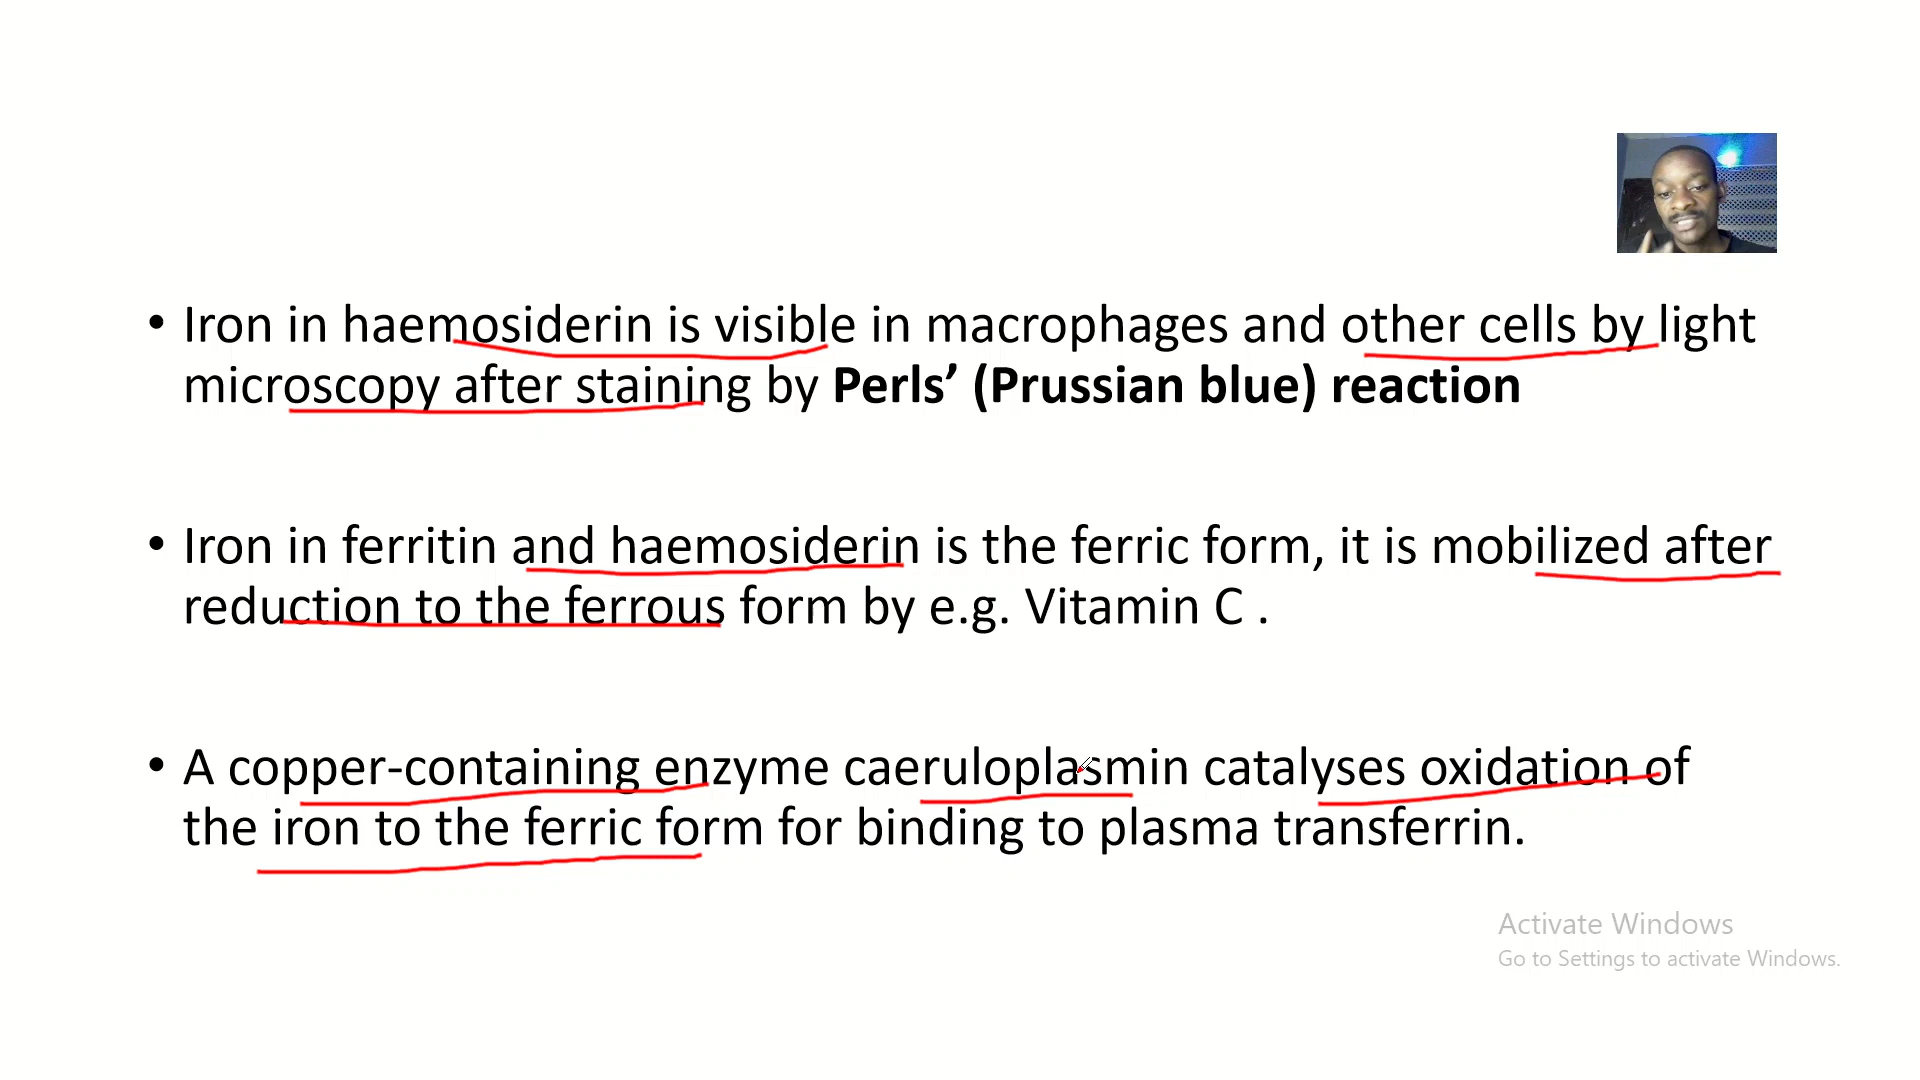 • Iron in haemosiderin is visible in macrophages and other cells by light
microscopy after staining by Perls’ (Prussian blue) reaction
• Iron in ferritin and haemosiderin is the ferric form, it is mobilized after
reduction to the ferrous form by e.g. Vitamin C .
• A copper-containing enzyme caeruloplasmin catalyses oxidation of
the iron to the ferric form for binding to plasma transferrin.
Activate Windows
Go to Settings to activate Windows.